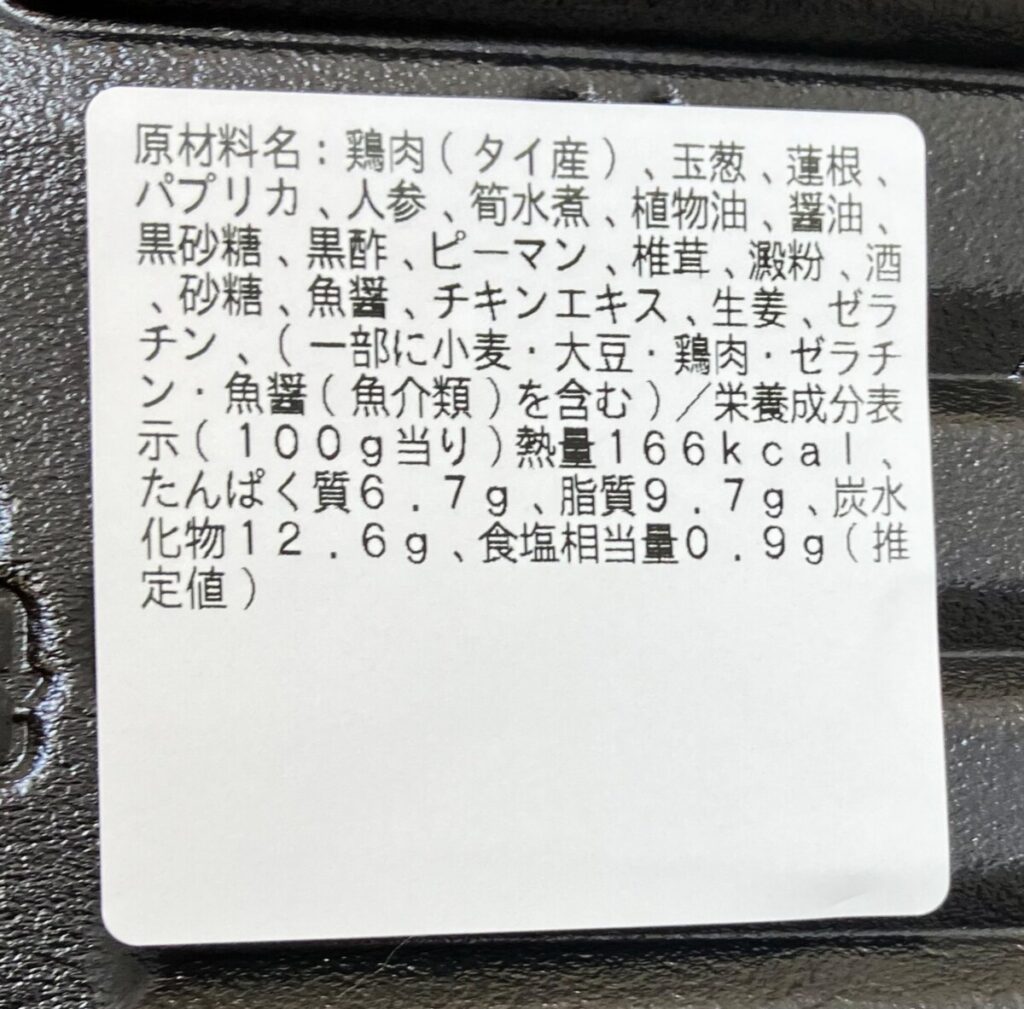 原材料名：鶏肉（タイ産）、玉葱、蓮根、
パプリカ、人参、筍水煮、植物油、醤油、
黒砂糖、黒酢、ピーマン、椎茸、澱粉、酒
、砂糖、魚醤、チキンエキス、生姜、ゼラ
チン、（一部に小麦・大豆・鶏肉・ゼラチ
ン・魚醤（魚介類）を含む）／栄養成分表
示（１００ｇ当り）熱量１６６ｋｃａｌ、
たんぱく質６．７ｇ、脂質９．７ｇ、炭水
化物１２．６ｇ、食塩相当量０．９ｇ（推
定値）